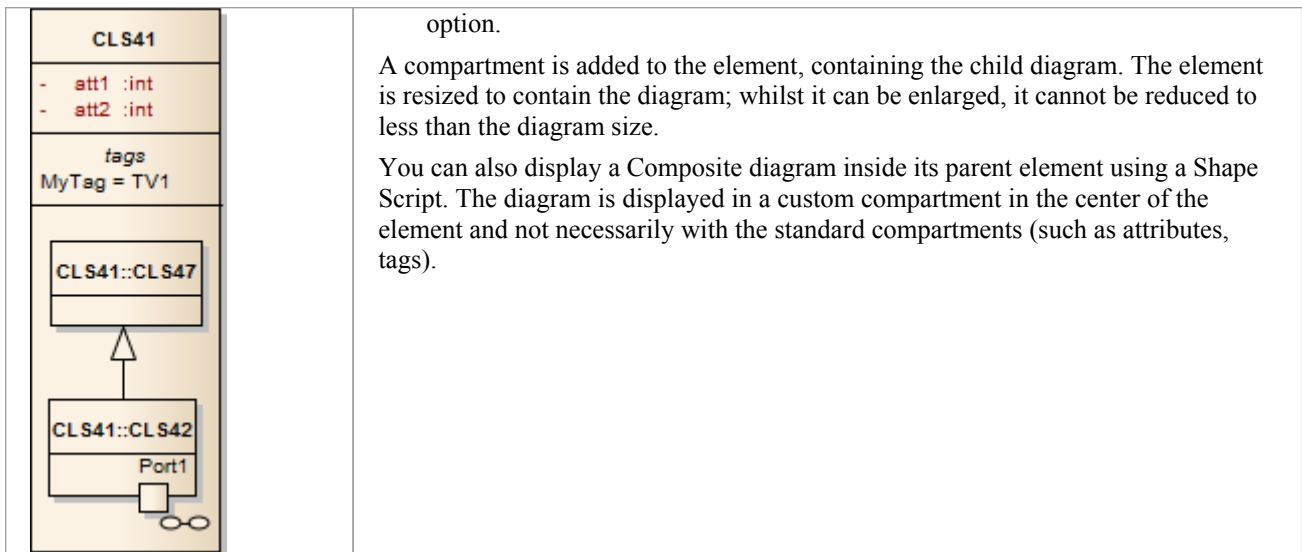 CLS41
- att1 :int
- att2 :int
tags
MyTag = TV1
CLS41::CLS47
CLS41::CLS42
Port1
option.
A compartment is added to the element, containing the child diagram. The element
is resized to contain the diagram; whilst it can be enlarged, it cannot be reduced to
less than the diagram size.
You can also display a Composite diagram inside its parent element using a Shape
Script. The diagram is displayed in a custom compartment in the center of the
element and not necessarily with the standard compartments (such as attributes,
tags).